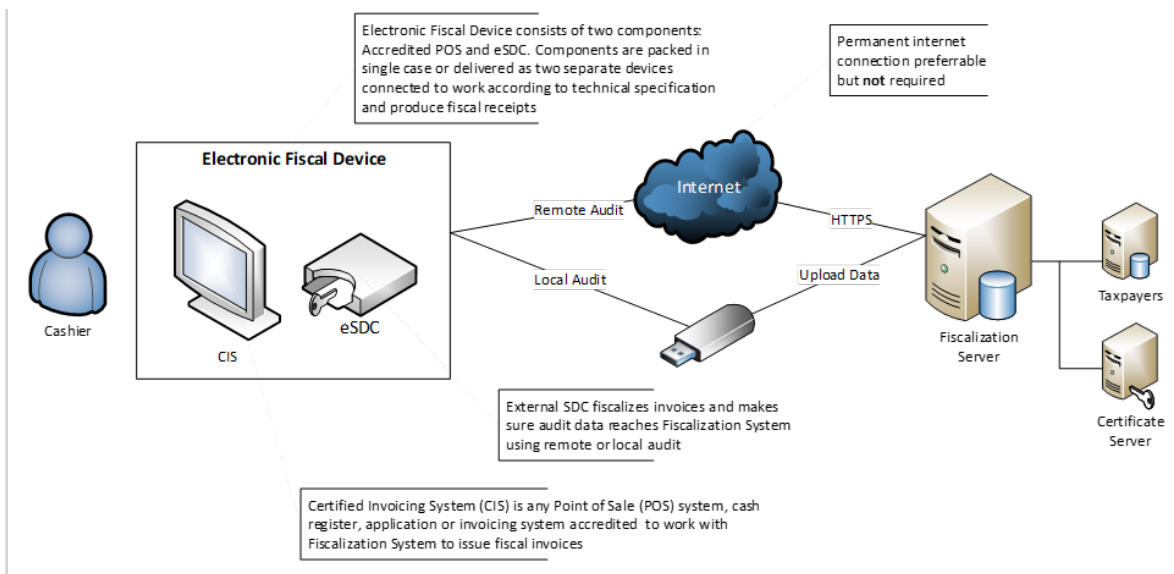 Electronic Fiscal Device consists of two components:
Accredited POS and eSDC. Components are packed in
single case or delivered as two separate devices
connected to work according to technical specification
and produce fiscal receipts
Permanent internet
connection preferrable
but not required
Electronic Fiscal Device
Internet
Remote Audit
HTTPS
Local Audit
Upload Data
Cashier
CIS
eSDC
Fiscalization
Server
Taxpayers
Certificate
Server
External SDC fiscalizes invoices and makes
sure audit data reaches Fiscalization System
using remote or local audit
Certified Invoicing System (CIS) is any Point of Sale (POS) system, cash
register, application or invoicing system accredited to work with
Fiscalization System to issue fiscal invoices